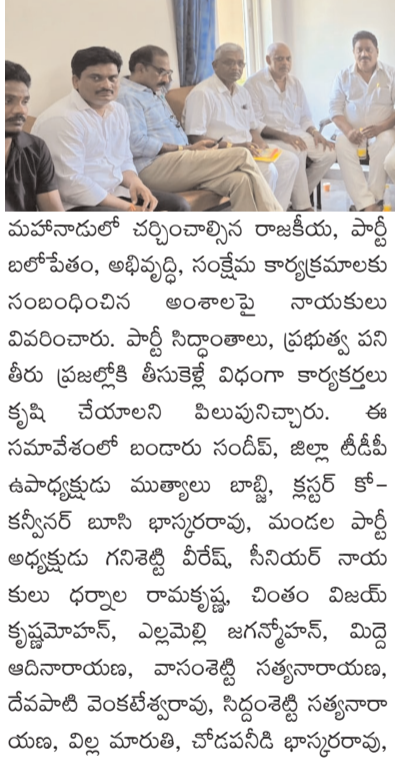 మహానాడులో చర్చించాల్సిన రాజకీయ, పార్టీ
బలోపేతం, అభివృద్ధి, సంక్షేమ కార్యక్రమాలకు
సంబంధించిన అంశాలపై నాయకులు
వివరించారు. పార్టీ సిద్ధాంతాలు, ప్రభుత్వ పని
తీరు ప్రజల్లోకి తీసుకెళ్లే విధంగా కార్యకర్తలు
కృషి చేయాలని పిలుపునిచ్చారు. ఈ
సమావేశంలో బండారు సందీప్, జిల్లా టీడీపీ
ఉపాధ్యక్షుడు ముత్యాలు బాబ్జి, క్లస్టర్ కో-
కన్వీనర్ బూసి భాస్కరరావు, మండల పార్టీ
అధ్యక్షుడు గనిశెట్టి వీరేష్, సీనియర్ నాయ
కులు ధర్నాల రామకృష్ణ, చింతం విజయ్
కృష్ణమోహన్, ఎల్లమెల్లి జగన్మోహన్, మిద్దె
ఆదినారాయణ, వాసంశెట్టి సత్యనారాయణ,
దేవపాటి వెంకటేశ్వరావు, సిద్దంశెట్టి సత్యనారా
యణ, విల్ల మారుతి, చోడపనీడి భాస్కరరావు,